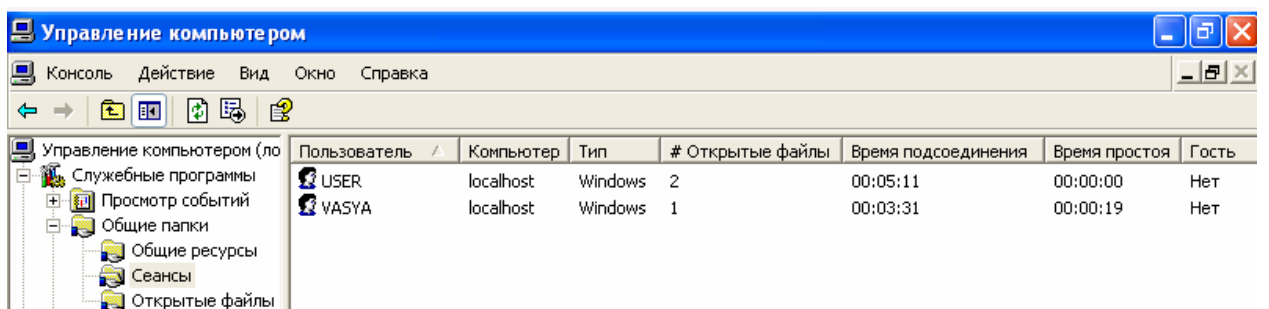 Управление компьютером
Консоль Действие Вид Окно Справка
Управление компьютером (ло
Служебные программы
Просмотр событий
Общие папки
Общие ресурсы
Сеансы
Открытые файлы
Пользователь Компьютер Тип # Открытые файлы Время подсоединения Время простоя Гость
USER localhost Windows 2 00:05:11 00:00:00 Нет
VASYA localhost Windows 1 00:03:31 00:00:19 Нет